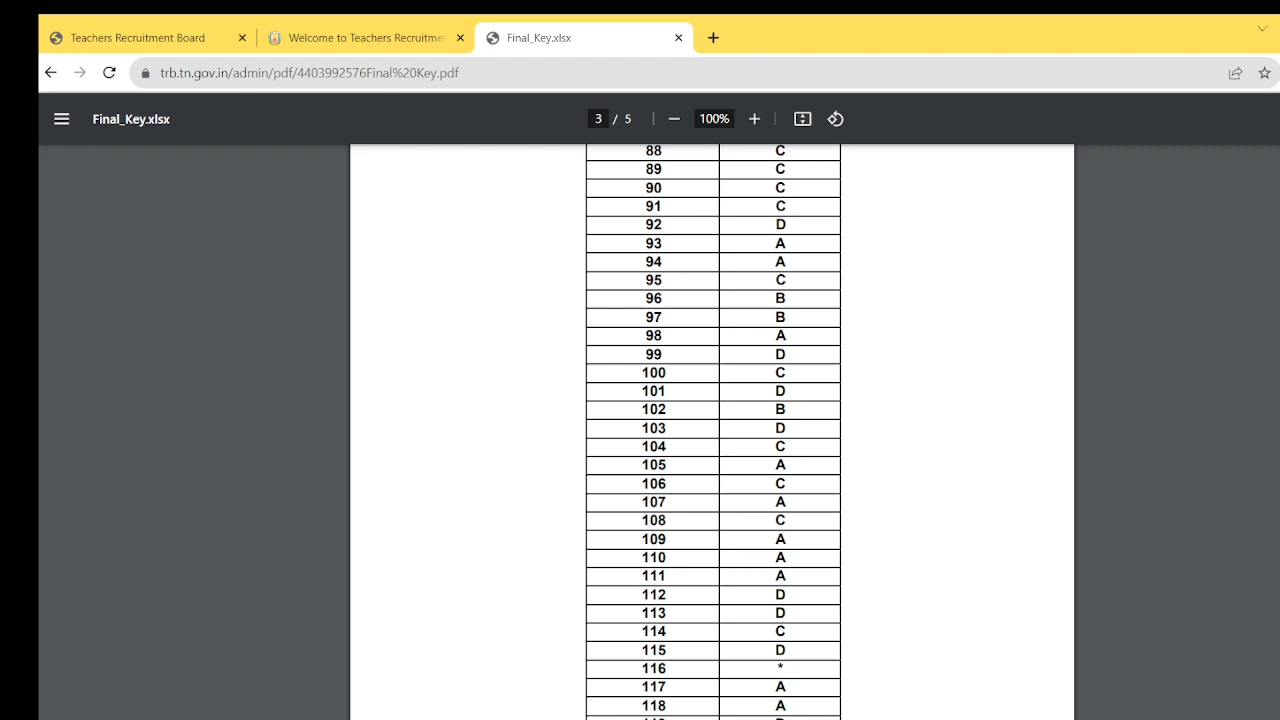 Teachers Recruitment Board
Welcome to Teachers Recruitme
Final_Key.xlsx
trb.tn.gov.in/admin/pdf/4403992576Final%20Key.pdf
Final_Key.xlsx
3 / 5
100%
88 C
89 C
90 C
91 C
92 D
93 A
94 A
95 C
96 B
97 B
98 A
99 D
100 C
101 D
102 B
103 D
104 C
105 A
106 C
107 A
108 C
109 A
110 A
111 A
112 D
113 D
114 C
115 D
116 *
117 A
118 A